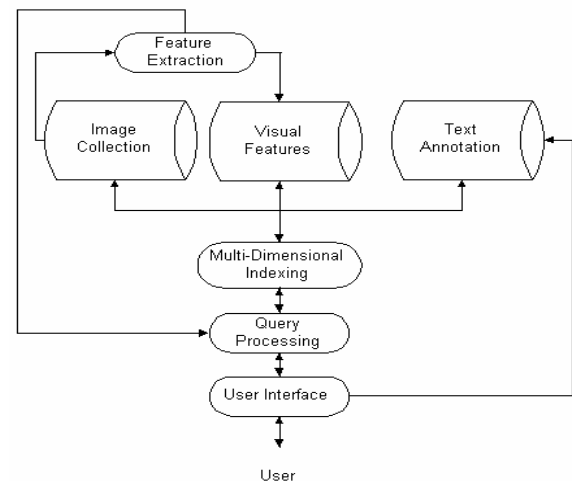 Feature
Extraction
Image
Collection
Visual
Features
Text
Annotation
Multi-Dimensional
Indexing
Query
Processing
User Interface
User